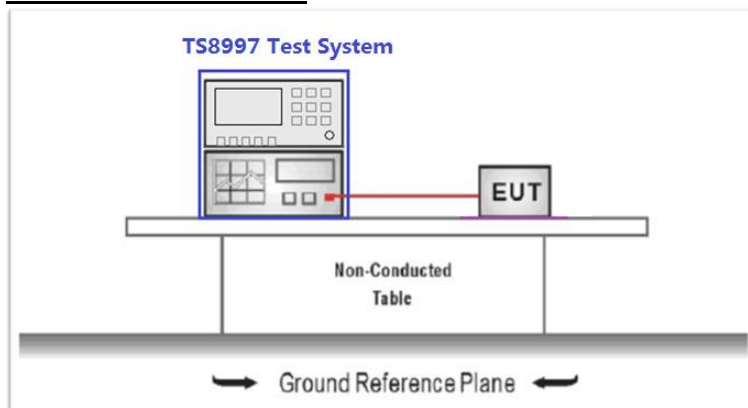 TS8997 Test System
EUT
Non-Conducted
Table
Ground Reference Plane